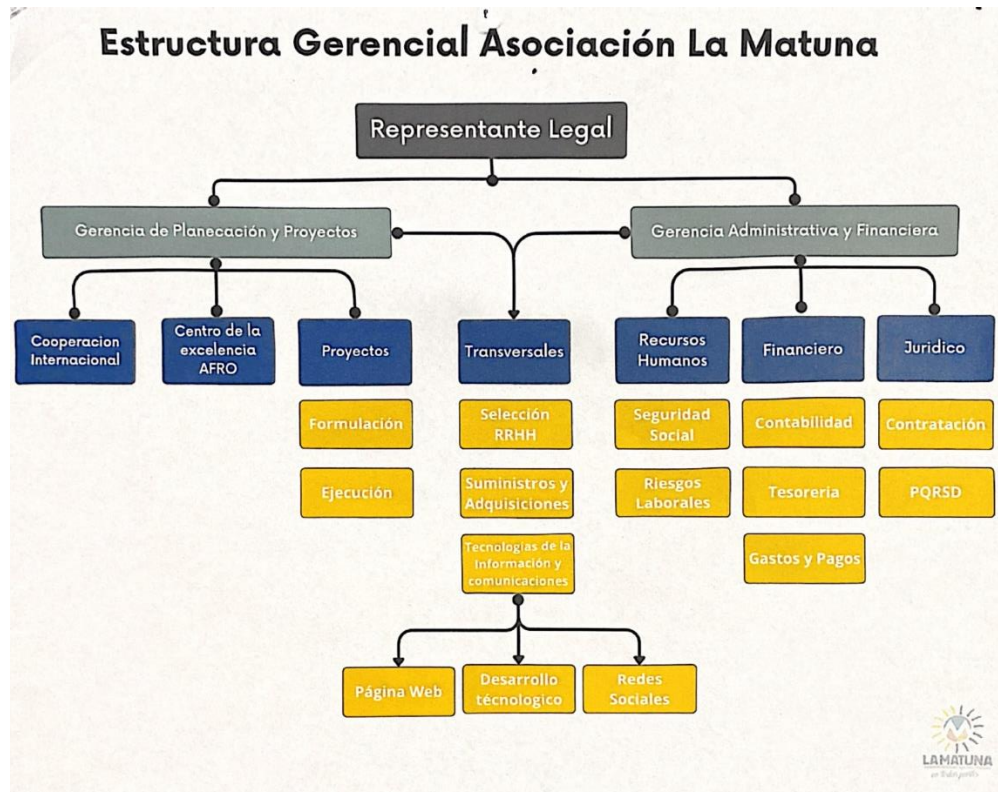 Estructura Gerencial Asociación La Matuna
Representante Legal
Gerencia de Planecación y Proyectos
Gerencia Administrativa y Financiera
Cooperacion
Internacional
Centro de la
excelencia
AFRO
Proyectos
Transversales
Recursos
Humanos
Financiero
Juridico
Formulación
Selección
RRHH
Seguridad
Social
Contabilidad
Contratación
Ejecución
Suministros y
Adquisiciones
Riesgos
Laborales
Tesoreria
PQRSD
Tecnologías de la
Información y
comunicaciones
Gastos y Pagos
Página Web
Desarrollo
técnologico
Redes
Sociales
LAMATUNA